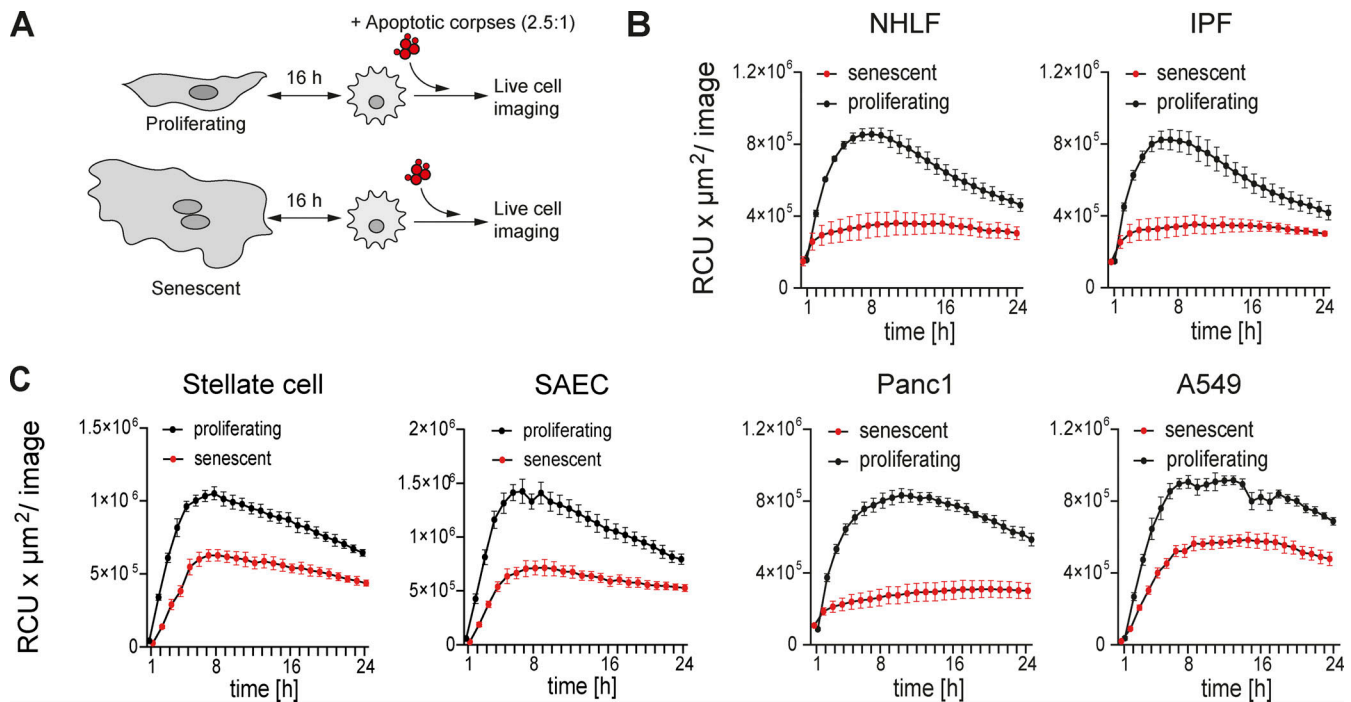 A
+ Apoptotic corpses (2.5:1)
16 h
Live cell
imaging
Proliferating
16 h
Live cell
imaging
Senescent
B
NHLF
RCU x μm²/ image
1.2×10⁶
8×10⁵
4×10⁵
0
senescent
proliferating
1 8 16 24
time [h]
IPF
1.2×10⁶
8×10⁵
4×10⁵
0
senescent
proliferating
1 8 16 24
time [h]
C
Stellate cell
RCU x μm²/ image
1.5×10⁶
1×10⁶
5×10⁵
0
proliferating
senescent
1 8 16 24
time [h]
SAEC
2×10⁶
1.5×10⁶
1×10⁶
5×10⁵
0
proliferating
senescent
1 8 16 24
time [h]
Panc1
1.2×10⁶
8×10⁵
4×10⁵
0
senescent
proliferating
1 8 16 24
time [h]
A549
1.2×10⁶
8×10⁵
4×10⁵
0
senescent
proliferating
1 8 16 24
time [h]